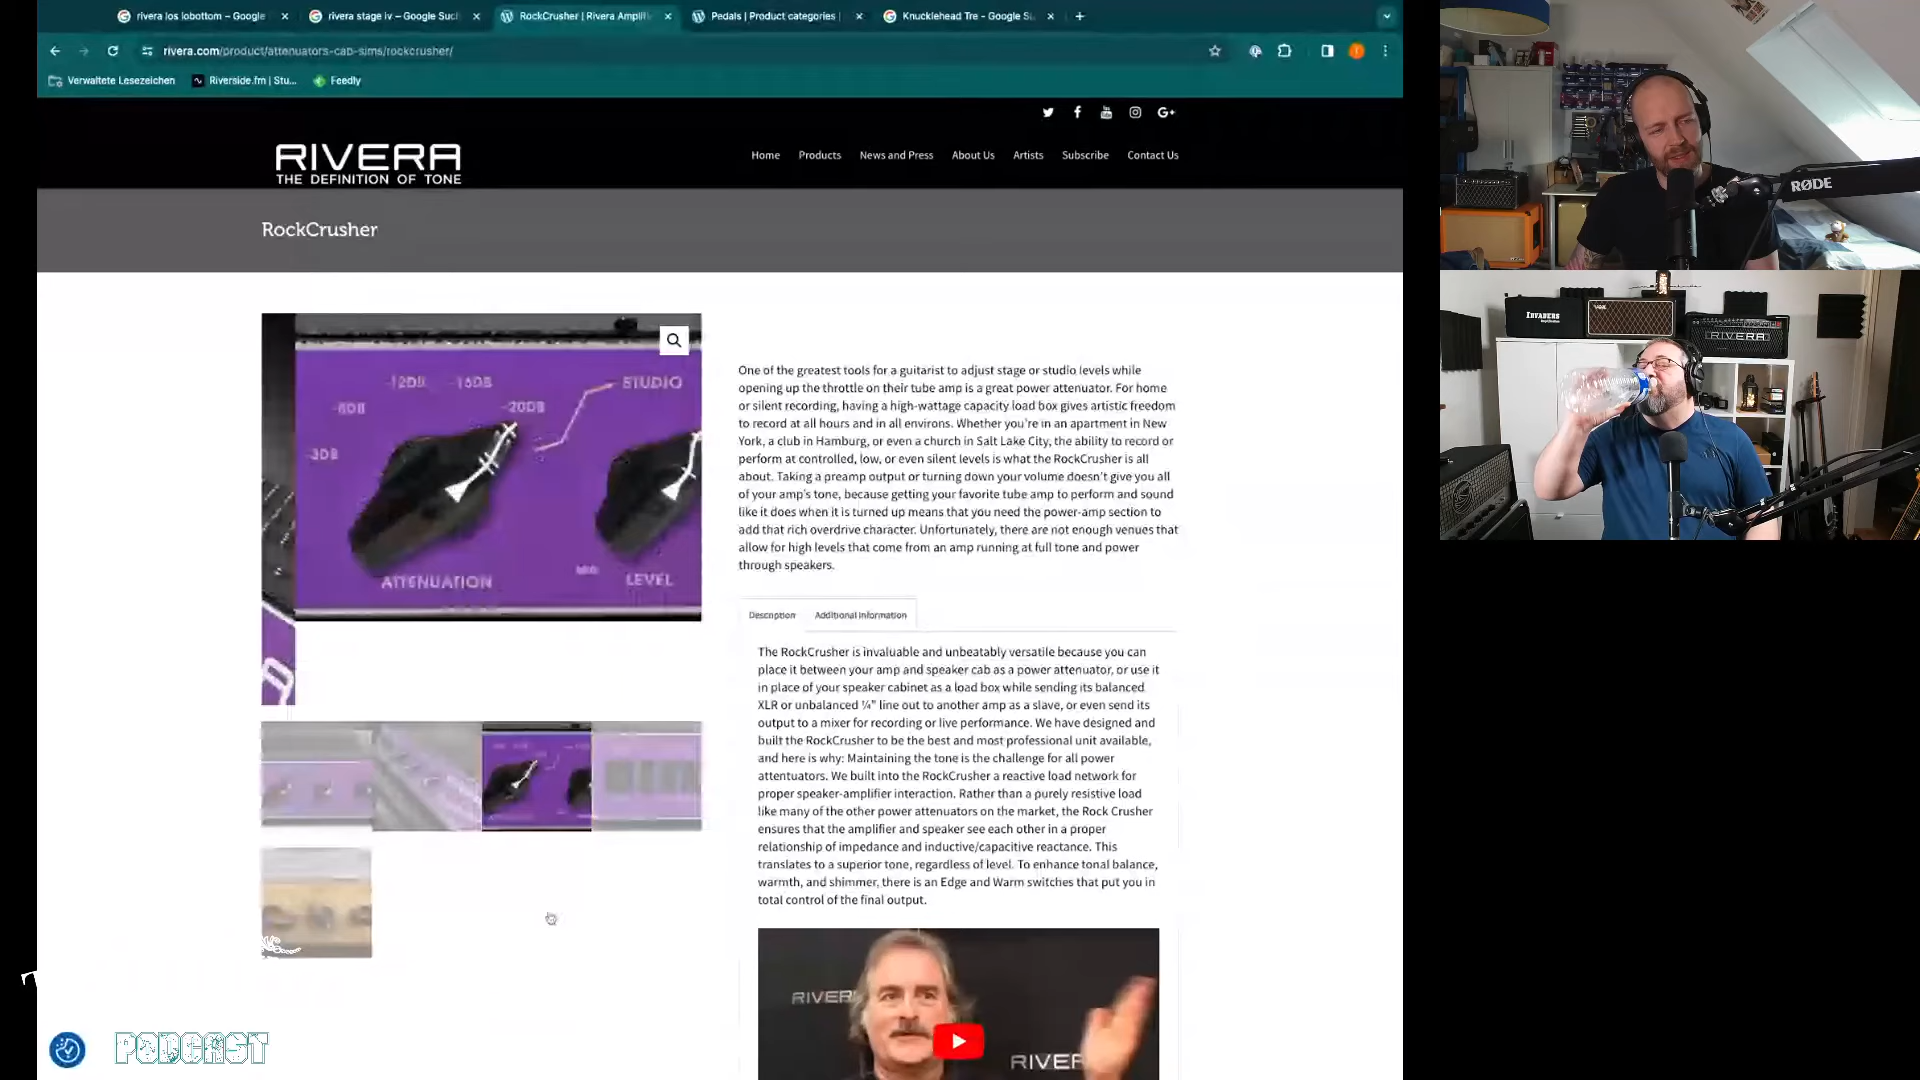 rivera los lobottom – Google
rivera stage iv – Google Suc
RockCrusher | Rivera Amplifi
Pedals | Product categories
Knucklehead Tre - Google S
rivera.com/product/attenuators-cab-sims/rockcrusher/
Verwaltete Lesezeichen
Riverside.fm | Stu...
Feedly
RIVERA
THE DEFINITION OF TONE
Home
Products
News and Press
About Us
Artists
Subscribe
Contact Us
RockCrusher
-12DB
-20DB
STUDIO
-3DB
ATTENUATION
LEVEL
One of the greatest tools for a guitarist to adjust stage or studio levels while
opening up the throttle on their tube amp is a great power attenuator. For home
or silent recording, having a high-wattage capacity load box gives artistic freedom
to record at all hours and in all environs. Whether you're in an apartment in New
York, a club in Hamburg, or even a church in Salt Lake City, the ability to record or
perform at controlled, low, or even silent levels is what the RockCrusher is all
about. Taking a preamp output or turning down your volume doesn't give you all
of your amp's tone, because getting your favorite tube amp to perform and sound
like it does when it is turned up means that you need the power-amp section to
add that rich overdrive character. Unfortunately, there are not enough venues that
allow for high levels that come from an amp running at full tone and power
through speakers.
Description
Additional information
The RockCrusher is invaluable and unbeatably versatile because you can
place it between your amp and speaker cab as a power attenuator, or use it
in place of your speaker cabinet as a load box while sending its balanced
XLR or unbalanced ¼" line out to another amp as a slave, or even send its
output to a mixer for recording or live performance. We have designed and
built the RockCrusher to be the best and most professional unit available,
and here is why: Maintaining the tone is the challenge for all power
attenuators. We built into the RockCrusher a reactive load network for
proper speaker-amplifier interaction. Rather than a purely resistive load
like many of the other power attenuators on the market, the Rock Crusher
ensures that the amplifier and speaker see each other in a proper
relationship of impedance and inductive/capacitive reactance. This
translates to a superior tone, regardless of level. To enhance tonal balance,
warmth, and shimmer, there is an Edge and Warm switches that put you in
total control of the final output.
RIVERA
RIVER
PODCAST
RØDE
INVADERS
VOX
RIVERA